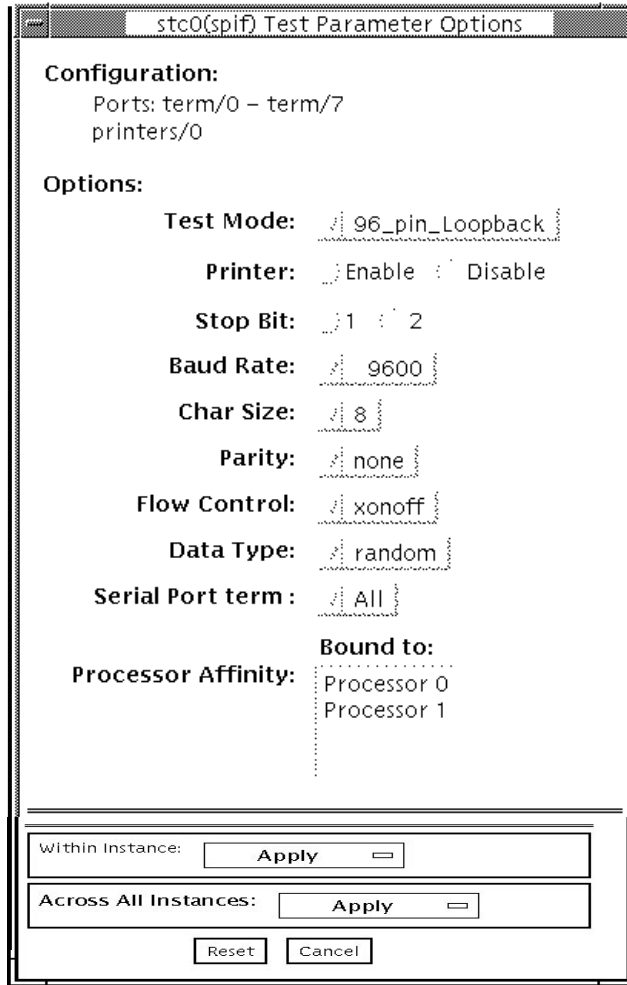 stc0(spif) Test Parameter Options
Configuration:
Ports: term/0 – term/7
printers/0
Options:
Test Mode: 96_pin_Loopback
Printer: Enable Disable
Stop Bit: 1 2
Baud Rate: 9600
Char Size: 8
Parity: none
Flow Control: xonoff
Data Type: random
Serial Port term : All
Bound to:
Processor Affinity:
Processor 0
Processor 1
Within Instance: Apply
Across All Instances: Apply
Reset Cancel